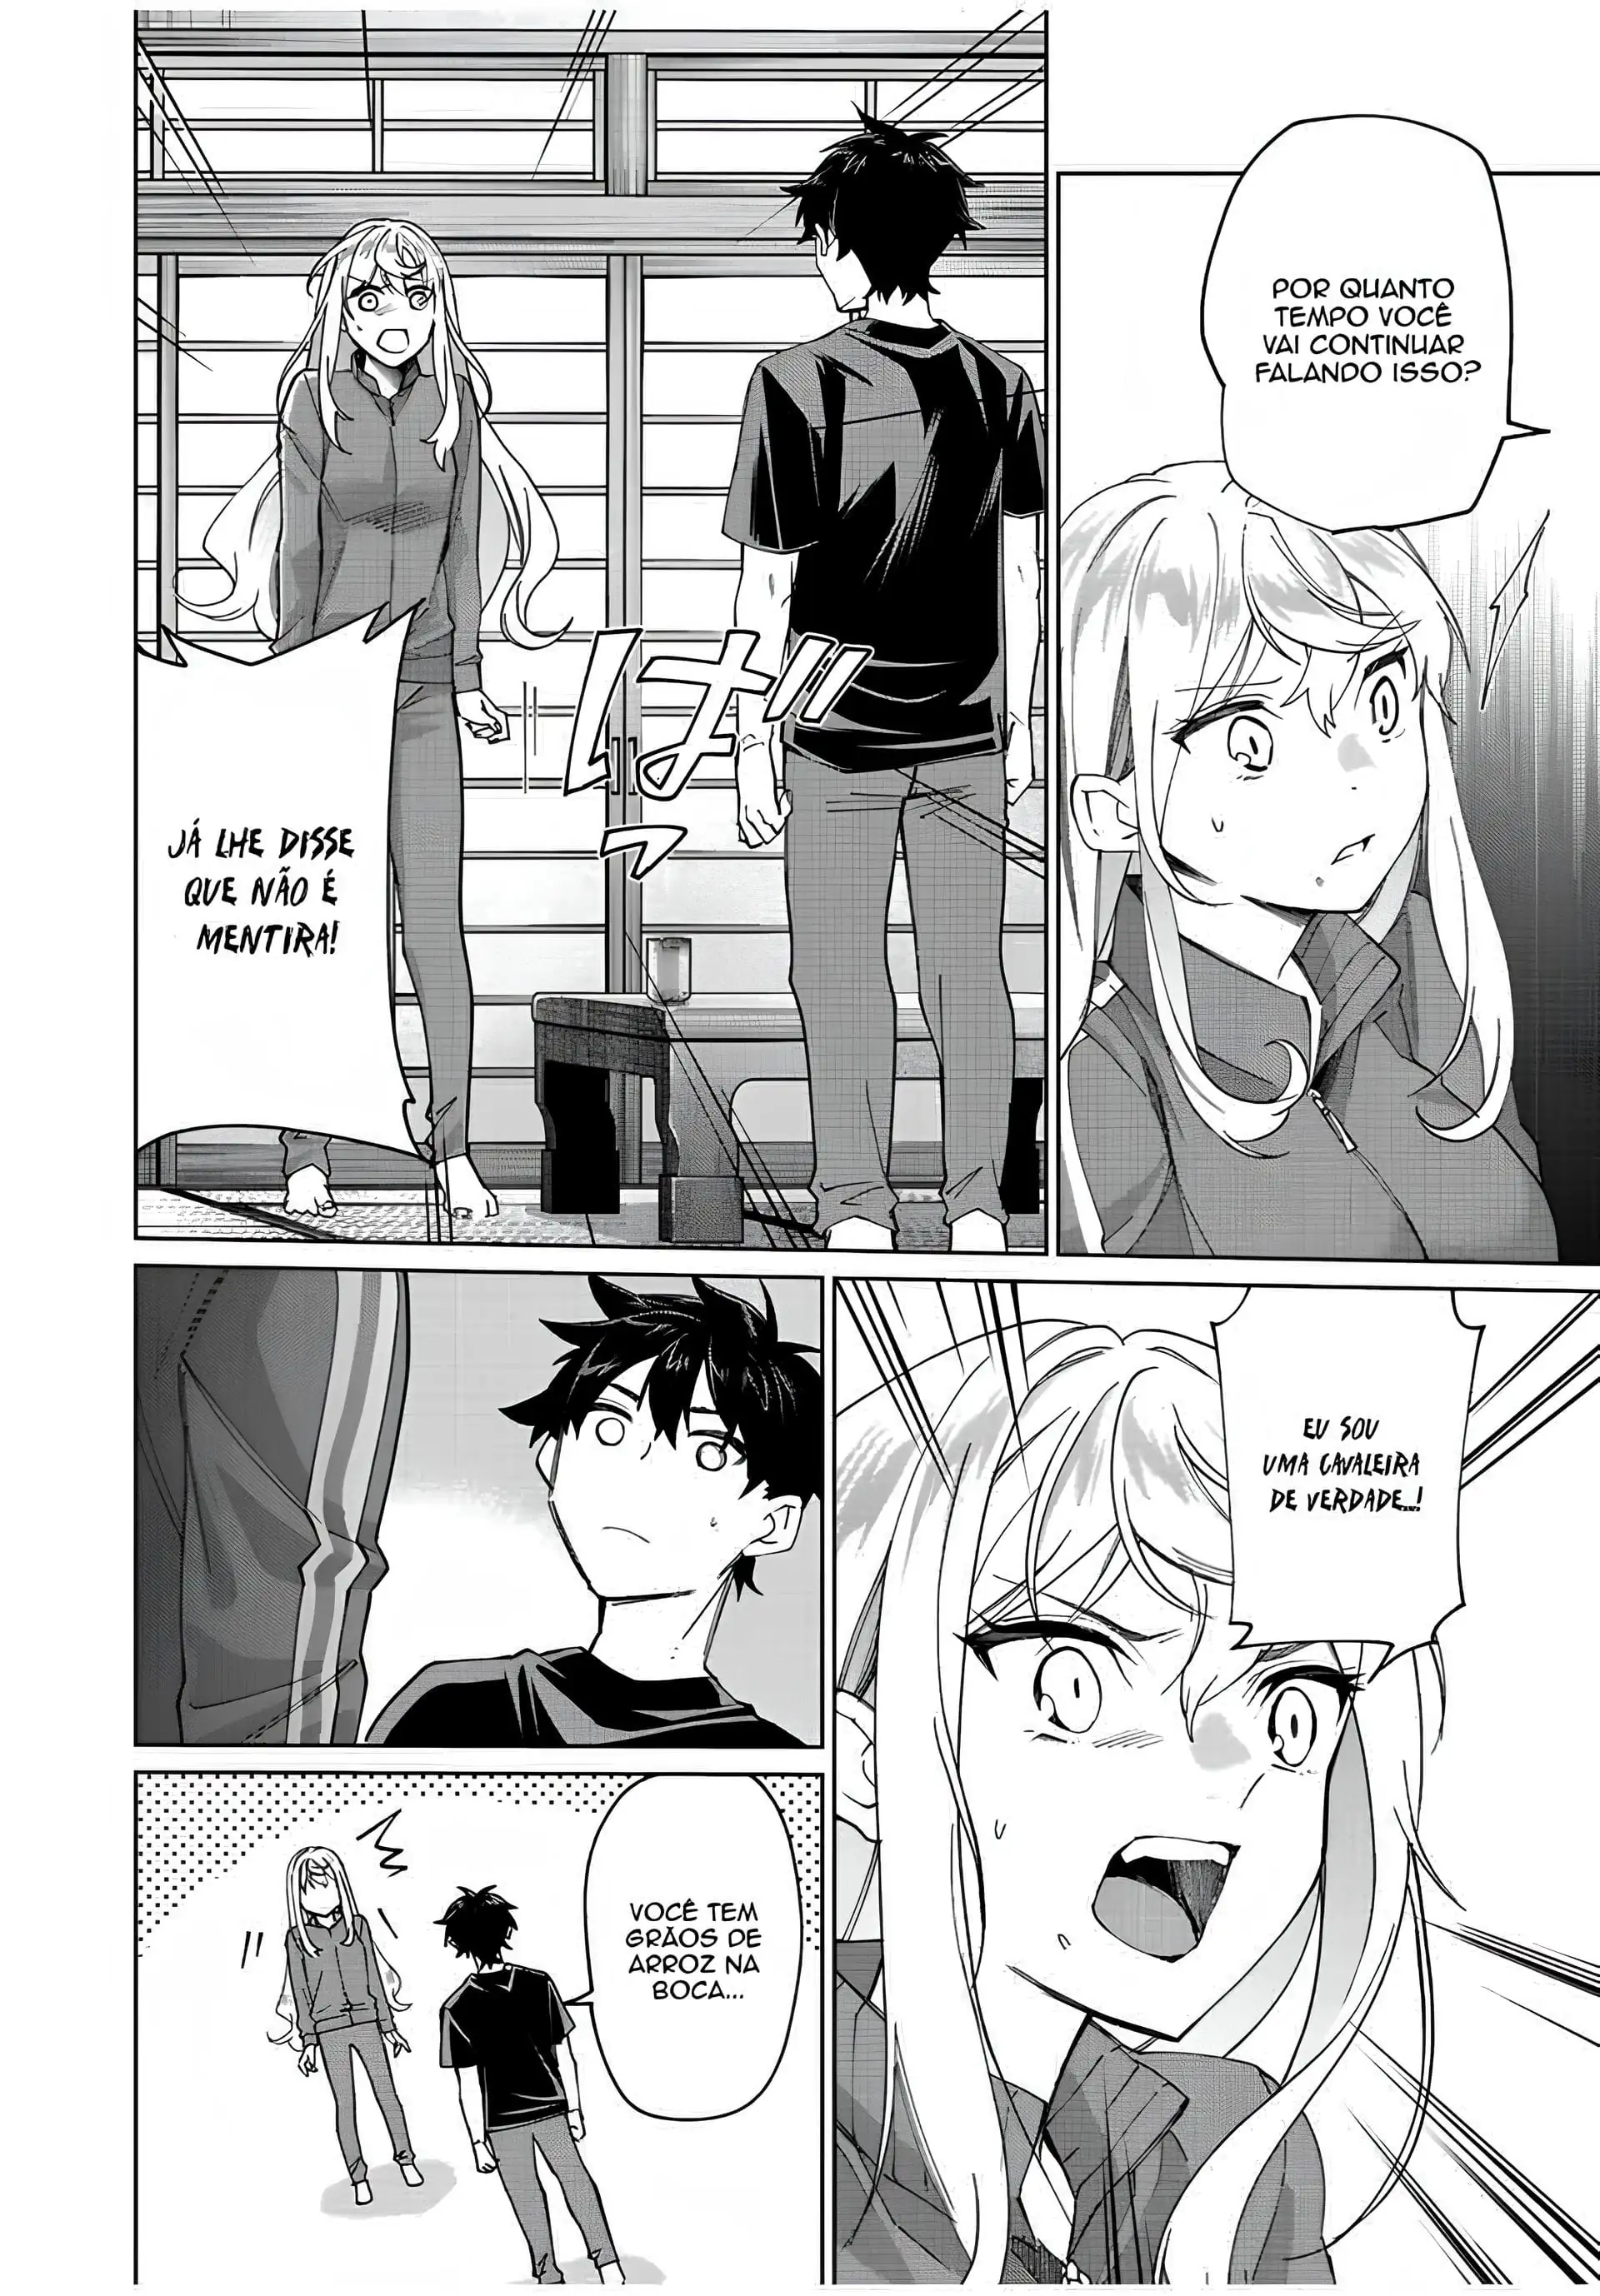 POR QUANTO
TEMPO VOCÊ
VAI CONTINUAR
FALANDO ISSO?
JÁ LHE DISSE
QUE NÃO É
MENTIRA!
ばっ
EU SOU
UMA CAVALEIRA
DE VERDADE...!
VOCÊ TEM
GRÃOS DE
ARROZ NA
BOCA...